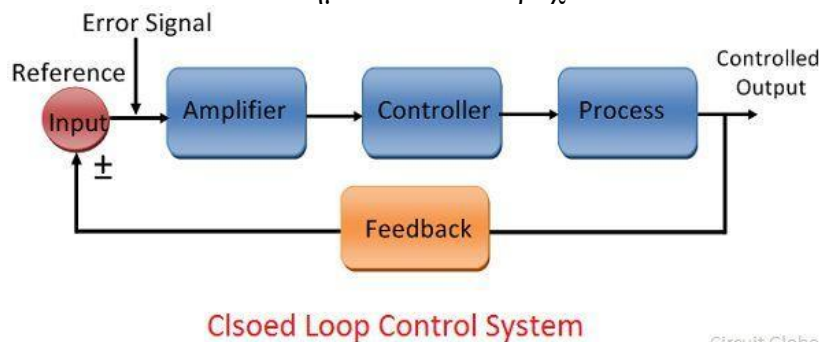 Error Signal
Reference
Controlled
Output
Input
Amplifier
Controller
Process
±
Feedback
Clsoed Loop Control System